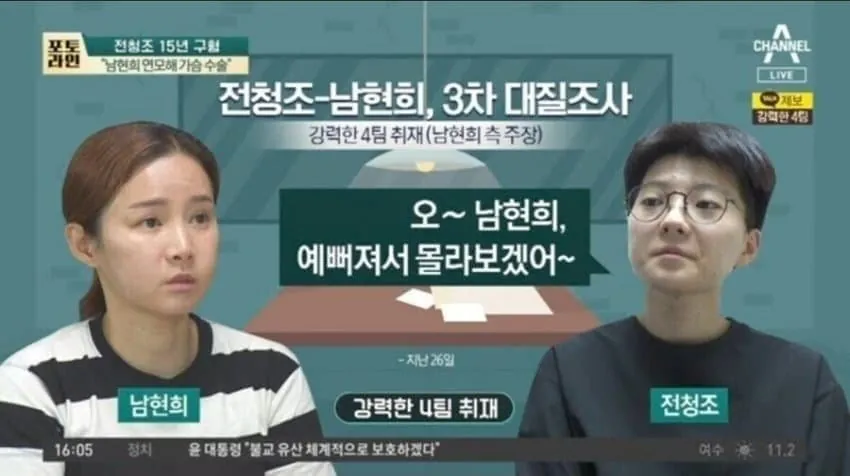 포토
라인
전청조 15년 구형
"남현희 연모해 가슴 수술"
CHANNEL A
LIVE
TALK 제보
강력한 4팀
전청조-남현희, 3차 대질조사
강력한 4팀 취재 (남현희 측 주장)
오~ 남현희,
예뻐져서 몰라보겠어~
- 지난 26일
남현희
강력한 4팀 취재
전청조
16:05 정치 윤 대통령 "불교 유산 체계적으로 보호하겠다" 여수 11.2